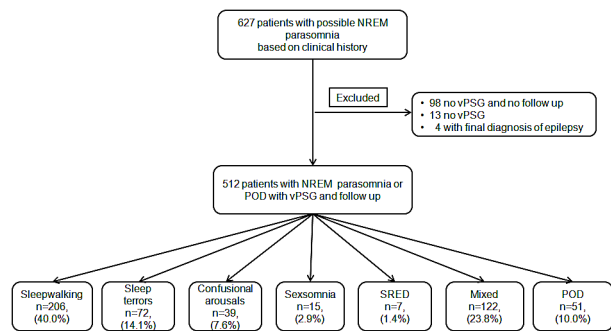 627 patients with possible NREM
parasomnia
based on clinical history
Excluded
• 98 no vPSG and no follow up
• 13 no vPSG
• 4 with final diagnosis of epilepsy
512 patients with NREM parasomnia or
POD with vPSG and follow up
Sleepwalking
n=206,
(40.0%)
Sleep
terrors
n=72,
(14.1%)
Confusional
arousals
n=39,
(7.6%)
Sexsomnia
n=15,
(2.9%)
SRED
n=7,
(1.4%)
Mixed
n=122,
(23.8%)
POD
n=51,
(10.0%)